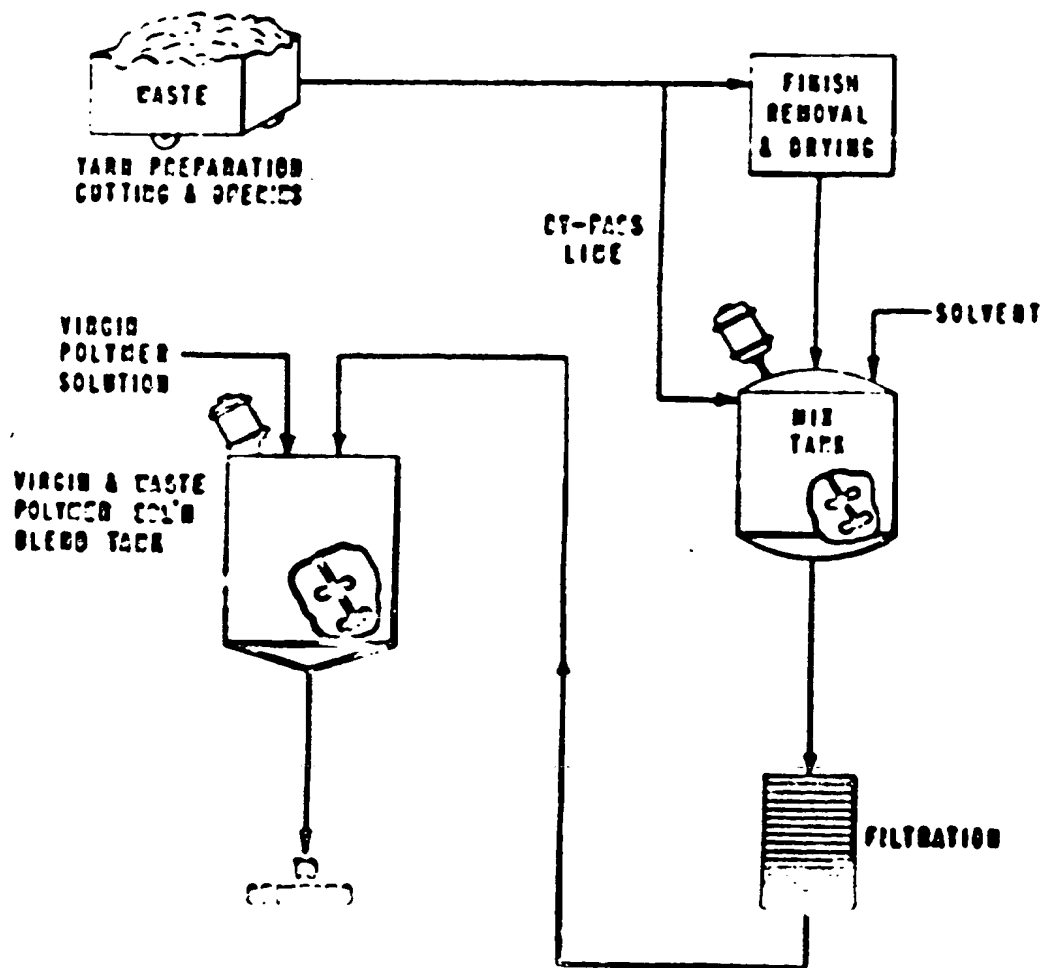 WASTE
YARN PREPARATION
CUTTING & OPENING
FINISH
REMOVAL
& DRYING
BY-PASS
LINE
SOLVENT
VIRGIN
POLYMER
SOLUTION
MIX
TANK
VIRGIN & WASTE
POLYMER SOL'N
BLEND TANK
FILTRATION